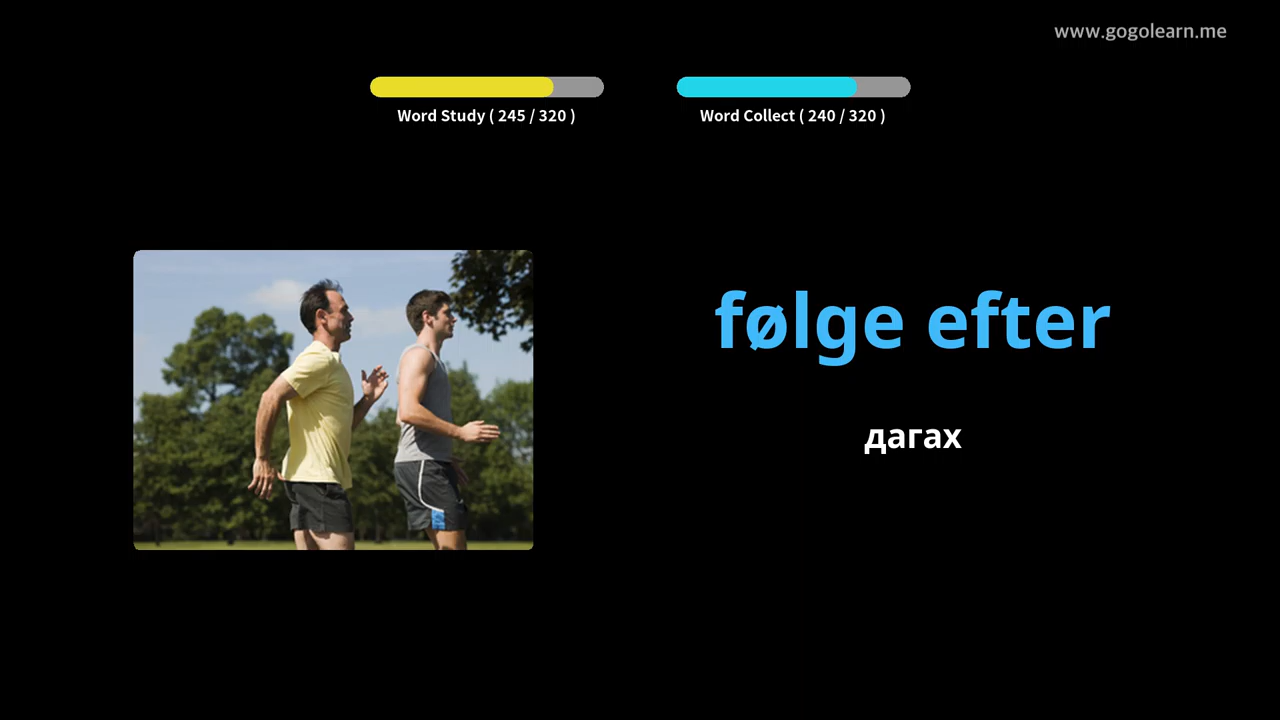 www.gogolearn.me
Word Study ( 245 / 320 )
Word Collect ( 240 / 320 )
følge efter
дагах